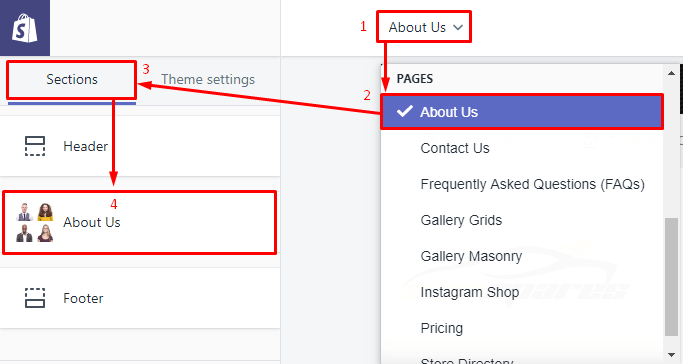 1
About Us
3
Sections
Theme settings
PAGES
2
About Us
Header
Contact Us
Frequently Asked Questions (FAQs)
4
About Us
Gallery Grids
Gallery Masonry
Instagram Shop
Footer
Pricing
Store Directory